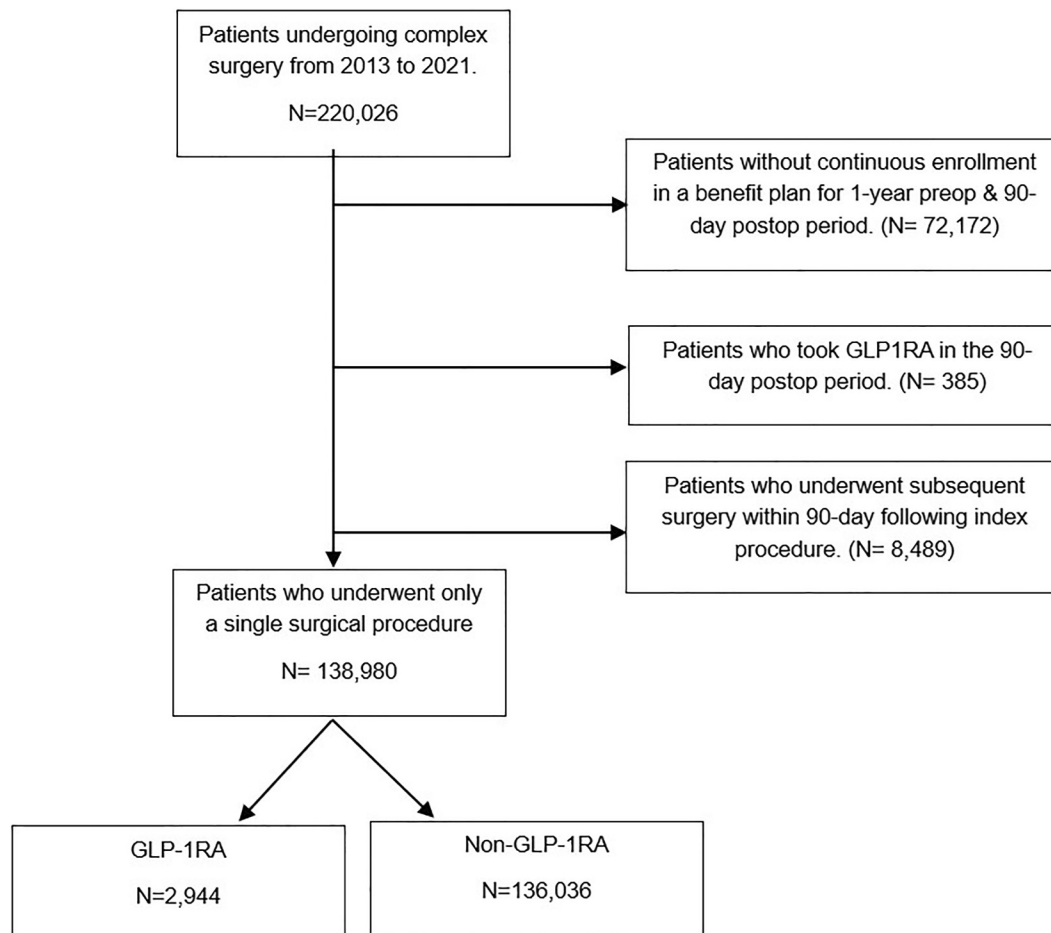 Patients undergoing complex
surgery from 2013 to 2021.
N=220,026
Patients without continuous enrollment
in a benefit plan for 1-year preop & 90-
day postop period. (N= 72,172)
Patients who took GLP1RA in the 90-
day postop period. (N= 385)
Patients who underwent subsequent
surgery within 90-day following index
procedure. (N= 8,489)
Patients who underwent only
a single surgical procedure
N= 138,980
GLP-1RA
N=2,944
Non-GLP-1RA
N=136,036